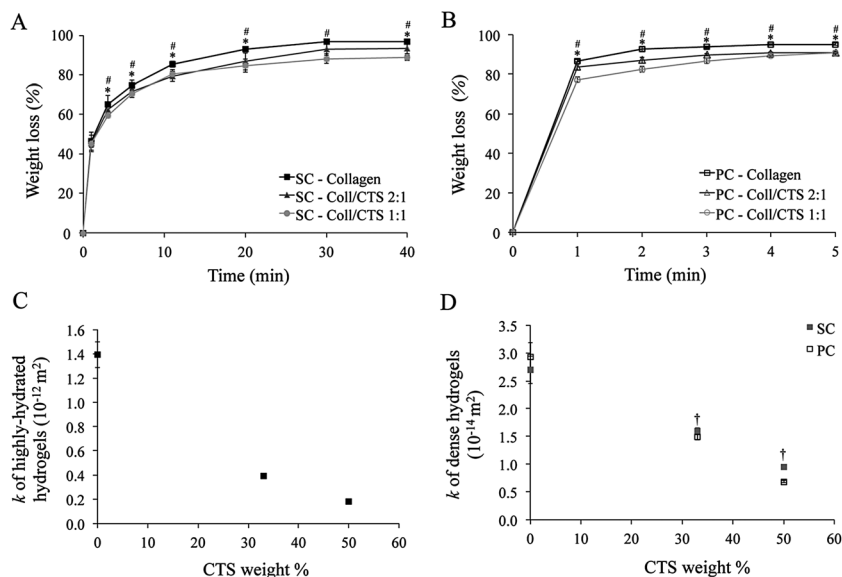 A
Weight loss (%)
100
80
60
40
20
0
# # # # # #
* * * * * *
SC - Collagen
SC - Coll/CTS 2:1
SC - Coll/CTS 1:1
0 10 20 30 40
Time (min)
B
Weight loss (%)
100
80
60
40
20
0
# # # # #
* * * * *
PC - Collagen
PC - Coll/CTS 2:1
PC - Coll/CTS 1:1
0 1 2 3 4 5
Time (min)
C
k of highly-hydrated
hydrogels (10⁻¹² m²)
1.6
1.4
1.2
1.0
0.8
0.6
0.4
0.2
0.0
0 10 20 30 40 50 60
CTS weight %
D
k of dense hydrogels
(10⁻¹⁴ m²)
3.5
3.0
2.5
2.0
1.5
1.0
0.5
0.0
SC
PC
† †
0 10 20 30 40 50 60
CTS weight %